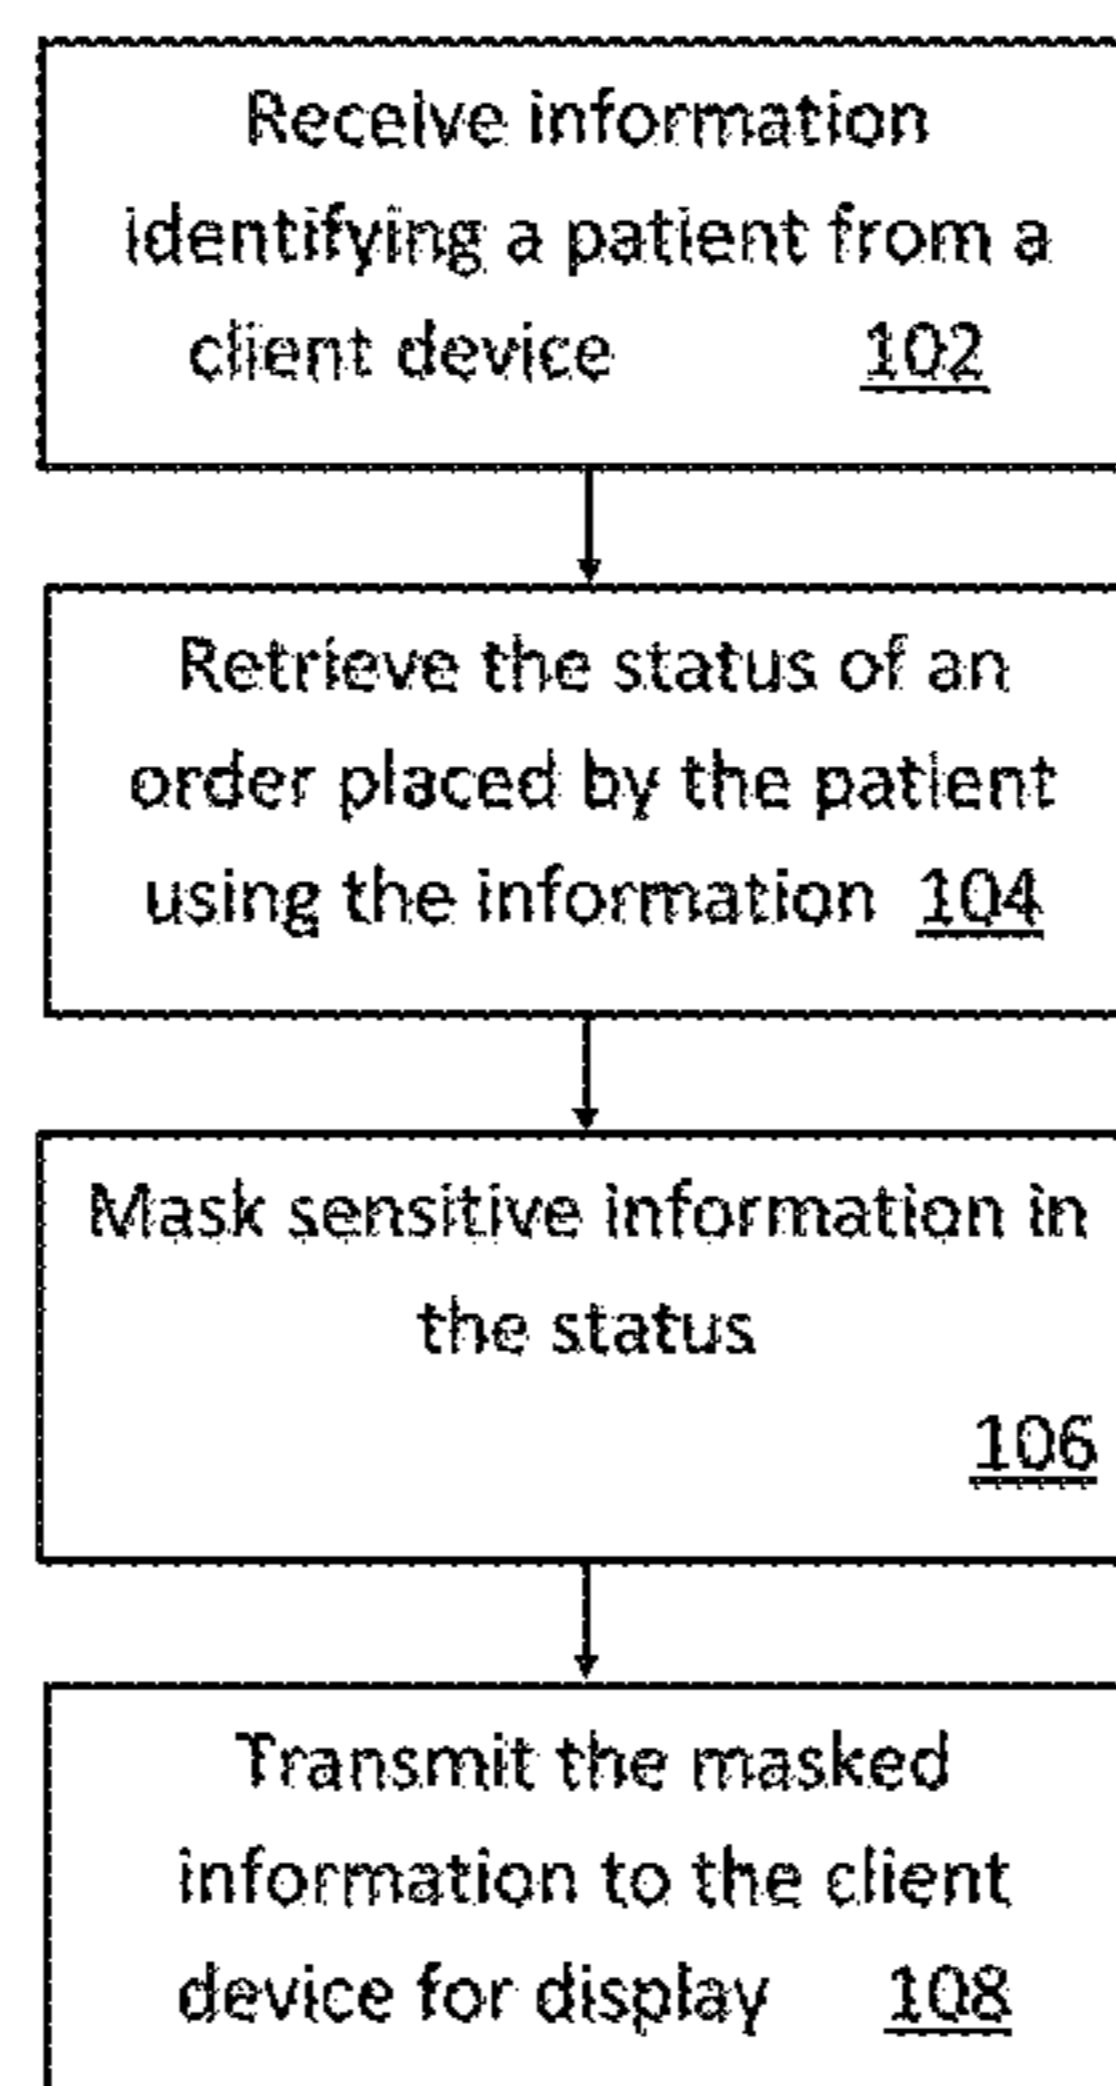 Receive information
identifying a patient from a
client device 102
Retrieve the status of an
order placed by the patient
using the information 104
Mask sensitive information in
the status
106
Transmit the masked
information to the client
device for display 108